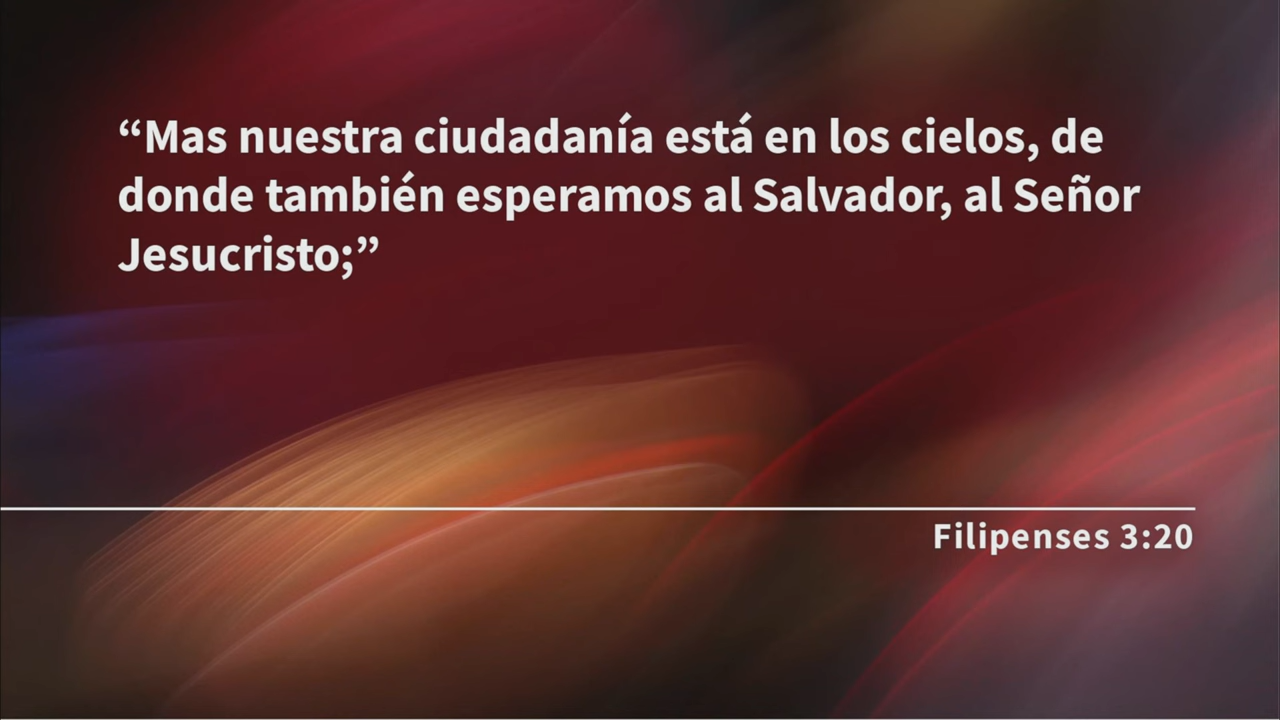 “Mas nuestra ciudadanía está en los cielos, de
donde también esperamos al Salvador, al Señor
Jesucristo;”
Filipenses 3:20